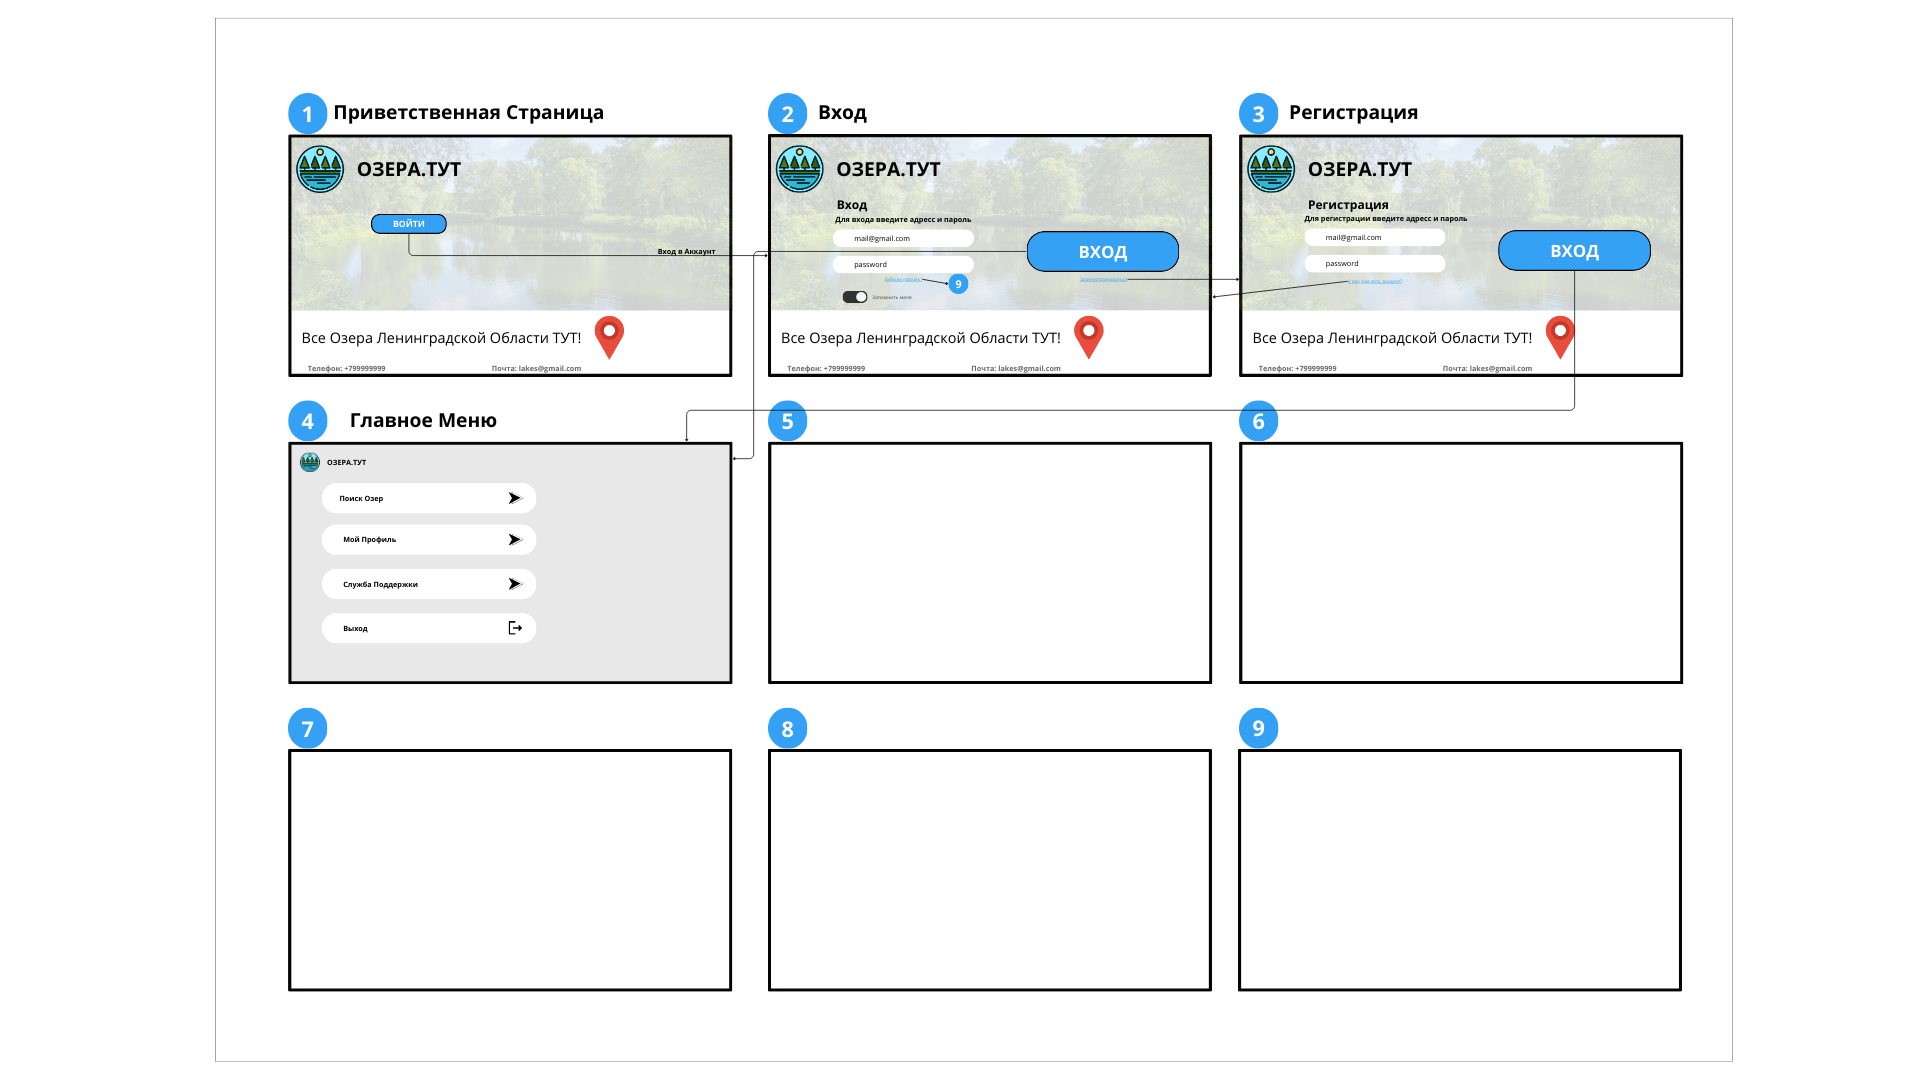 1 Приветственная Страница
ОЗЕРА.ТУТ
ВОЙТИ
Вход в Аккаунт
Все Озера Ленинградской Области ТУТ!
Телефон: +799999999 Почта: lakes@gmail.com
2 Вход
ОЗЕРА.ТУТ
Вход
Для входа введите адресс и пароль
mail@gmail.com
ВХОД
password
Забыли пароль?
9
Запомнить меня
Все Озера Ленинградской Области ТУТ!
Телефон: +799999999 Почта: lakes@gmail.com
3 Регистрация
ОЗЕРА.ТУТ
Регистрация
Для регистрации введите адресс и пароль
mail@gmail.com
ВХОД
password
Все Озера Ленинградской Области ТУТ!
Телефон: +799999999 Почта: lakes@gmail.com
4 Главное Меню
ОЗЕРА.ТУТ
Поиск Озер
Мой Профиль
Служба Поддержки
Выход
5
6
7
8
9